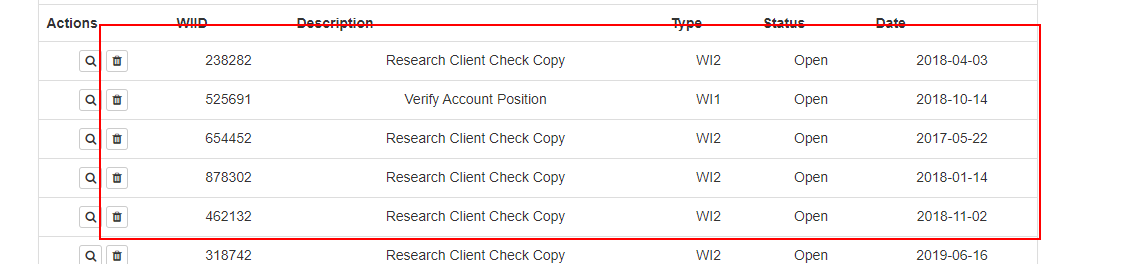 Actions WIID Description Type Status Date
238282 Research Client Check Copy WI2 Open 2018-04-03
525691 Verify Account Position WI1 Open 2018-10-14
654452 Research Client Check Copy WI2 Open 2017-05-22
878302 Research Client Check Copy WI2 Open 2018-01-14
462132 Research Client Check Copy WI2 Open 2018-11-02
318742 Research Client Check Copy WI2 Open 2019-06-16